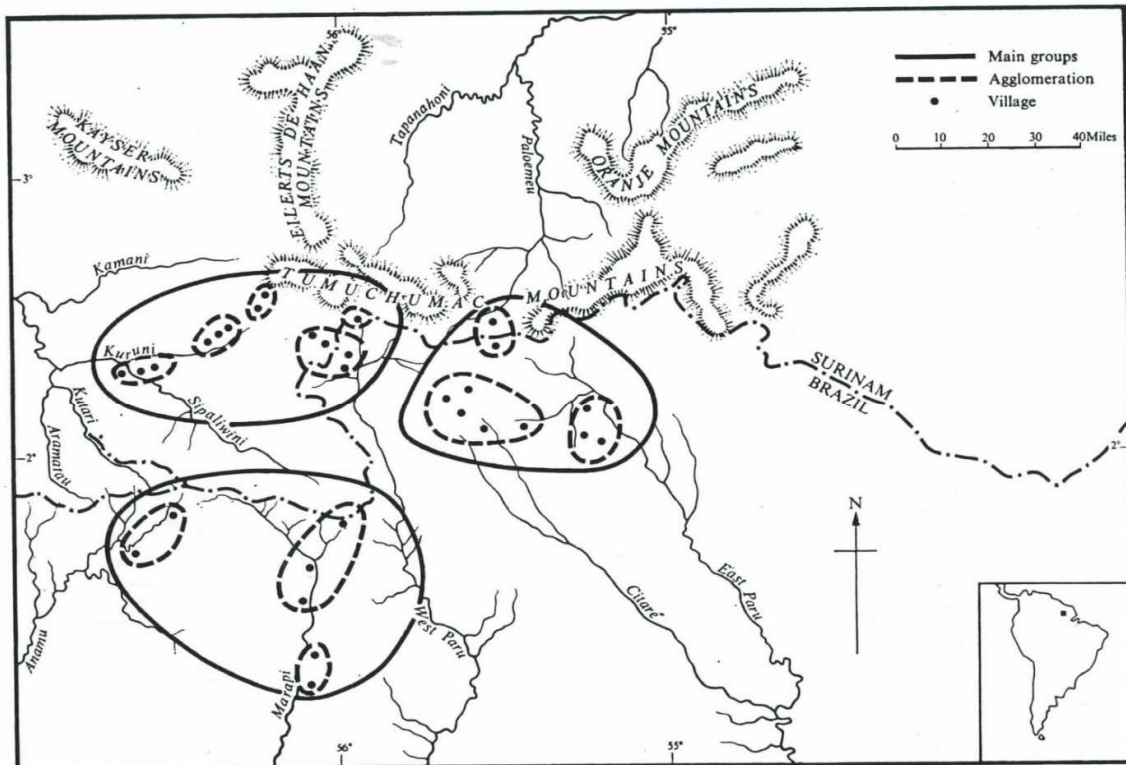 56°
55°
Main groups
Agglomeration
Village
0 10 20 30 40 Miles
KAYSER
MOUNTAINS
EILERTS DE HAAN
MOUNTAINS
Tapanahoni
Paloemeu
ORANJE MOUNTAINS
3°
Kamani
TUMUCHUMAC MOUNTAINS
Kuruni
Sipaliwini
Kutari
Aramatau
SURINAM
BRAZIL
2°
2°
N
Anamu
Marapi
West Paru
Citaré
East Paru
56°
55°